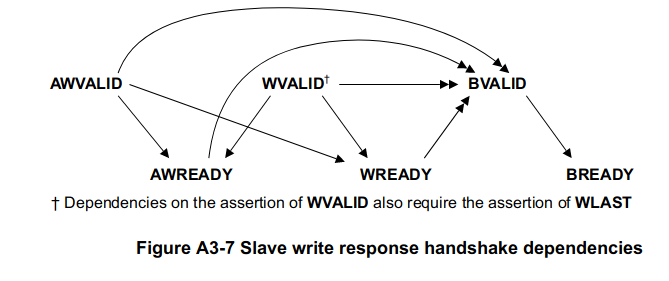 AWVALID WVALID† BVALID
AWREADY WREADY BREADY
† Dependencies on the assertion of WVALID also require the assertion of WLAST
Figure A3-7 Slave write response handshake dependencies